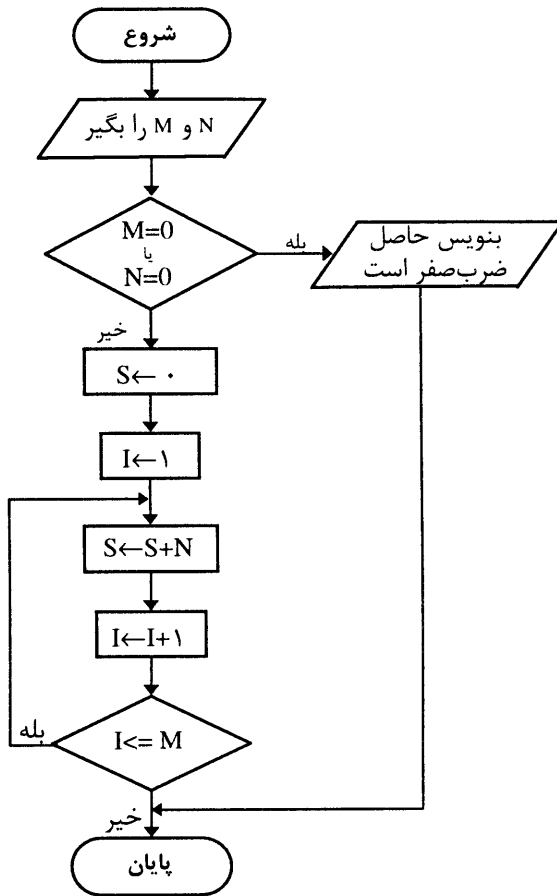 شروع
N و M را بگیر
M=0
یا
N=0
بله
بنویس حاصل
ضرب‌صفر است
خیر
S←۰
I←۱
S←S+N
I←I+۱
I<= M
بله
خیر
پایان